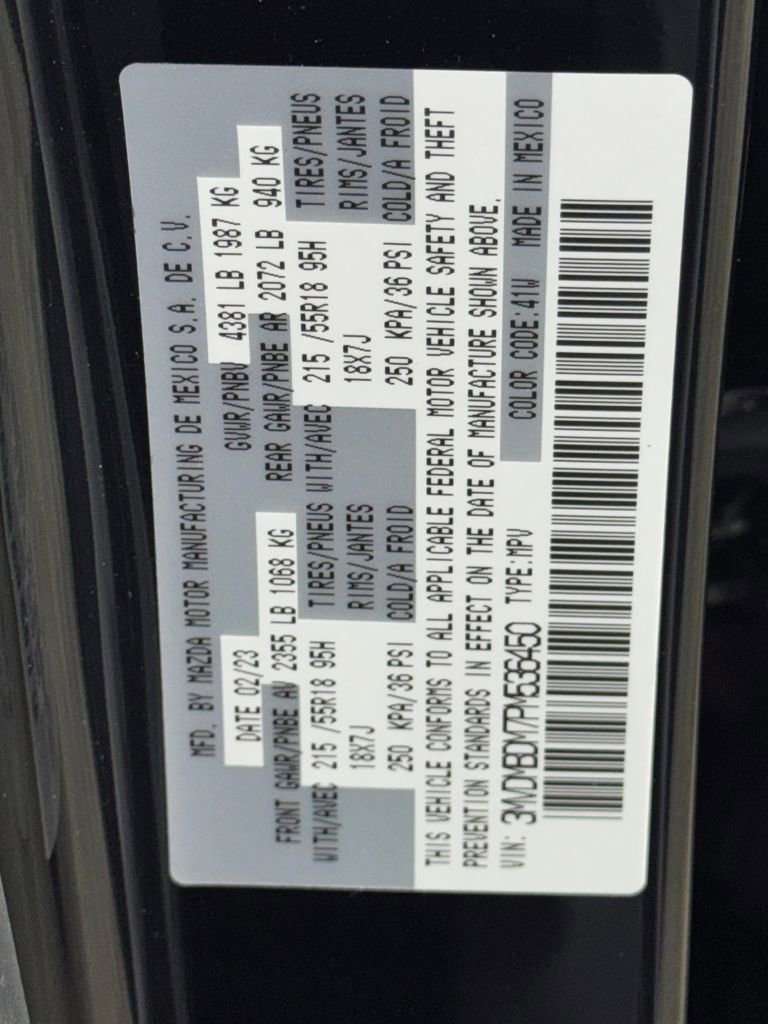 MFD. BY MAZDA MOTOR MANUFACTURING DE MEXICO S.A. DE C.V.
DATE 02/23 GVWR/PNBV 4381 LB 1987 KG
FRONT GAWR/PNBE AV 2355 LB 1068 KG REAR GAWR/PNBE AR 2072 LB 940 KG
WITH/AVEC 215 /55R18 95H TIRES/PNEUS WITH/AVEC 215 /55R18 95H TIRES/PNEUS
18X7J RIMS/JANTES 18X7J RIMS/JANTES
250 KPA/36 PSI COLD/A FROID 250 KPA/36 PSI COLD/A FROID
THIS VEHICLE CONFORMS TO ALL APPLICABLE FEDERAL MOTOR VEHICLE SAFETY AND THEFT
PREVENTION STANDARDS IN EFFECT ON THE DATE OF MANUFACTURE SHOWN ABOVE.
VIN: 3MVDMBDM7PM536450 TYPE:MPV COLOR CODE:41W MADE IN MEXICO